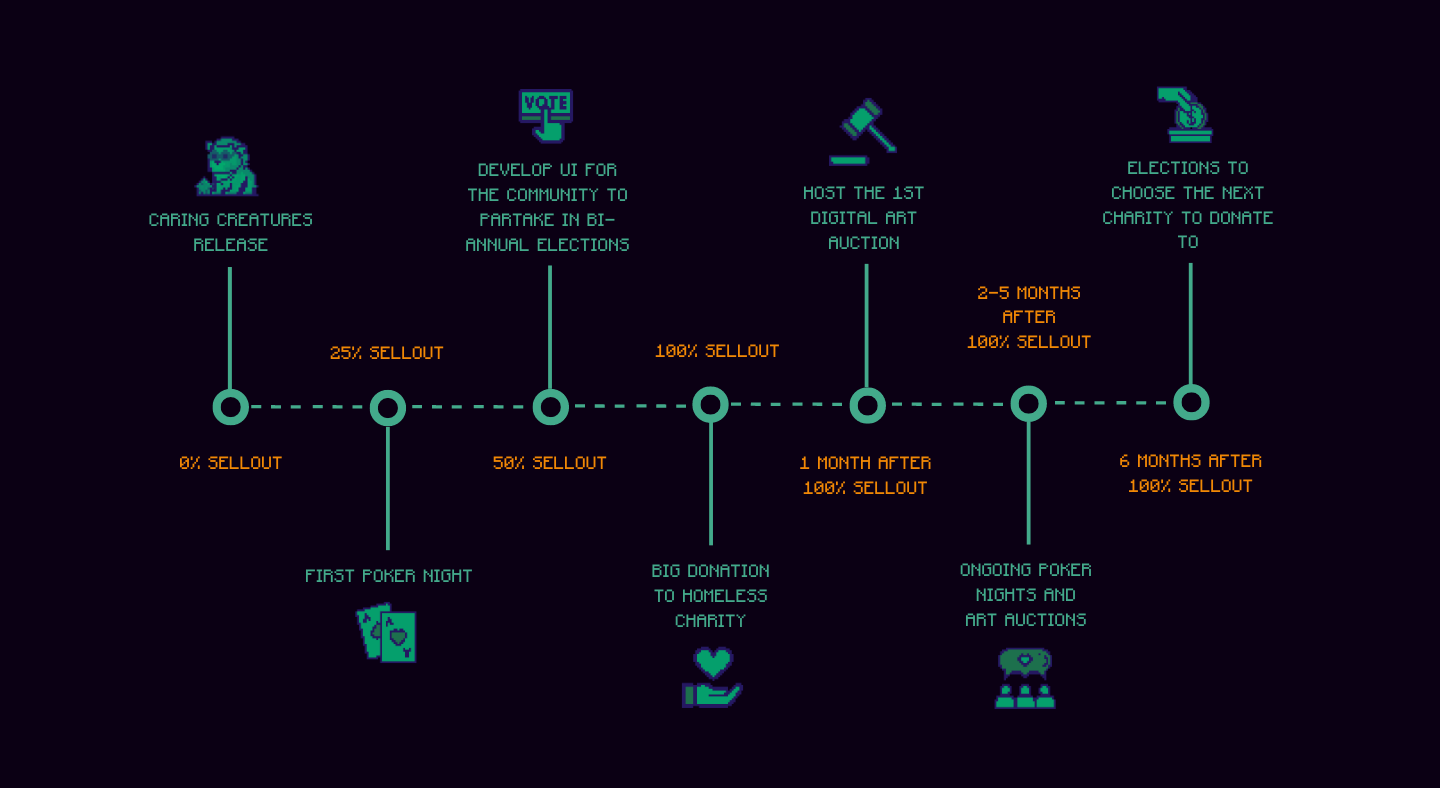 CARING CREATURES
RELEASE
0% SELLOUT
25% SELLOUT
FIRST POKER NIGHT
A
A
A
VOTE
DEVELOP UI FOR
THE COMMUNITY TO
PARTAKE IN BI-
ANNUAL ELECTIONS
50% SELLOUT
100% SELLOUT
BIG DONATION
TO HOMELESS
CHARITY
HOST THE 1ST
DIGITAL ART
AUCTION
1 MONTH AFTER
100% SELLOUT
2-5 MONTHS
AFTER
100% SELLOUT
ONGOING POKER
NIGHTS AND
ART AUCTIONS
$
ELECTIONS TO
CHOOSE THE NEXT
CHARITY TO DONATE
TO
6 MONTHS AFTER
100% SELLOUT